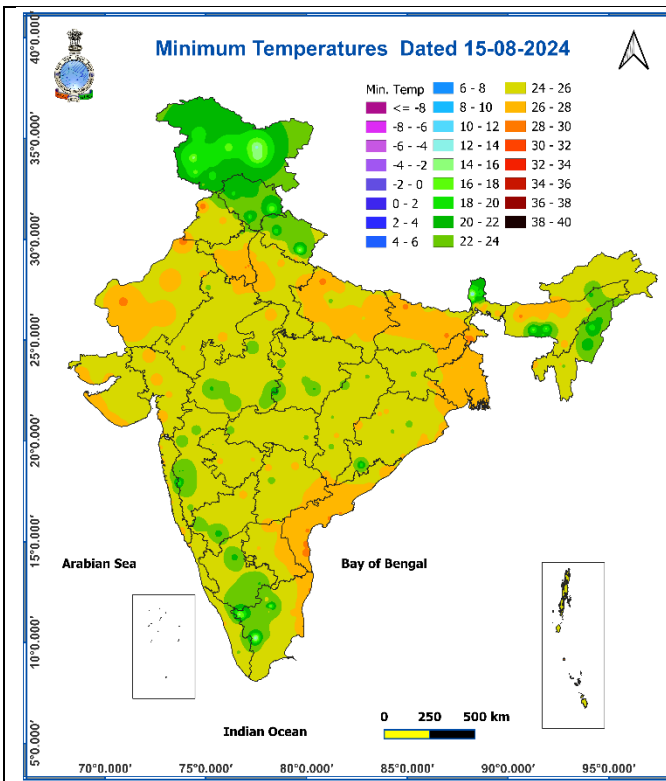 Minimum Temperatures Dated 15-08-2024
Min. Temp
<= -8
-8 - -6
-6 - -4
-4 - -2
-2 - 0
0 - 2
2 - 4
4 - 6
6 - 8
8 - 10
10 - 12
12 - 14
14 - 16
16 - 18
18 - 20
20 - 22
22 - 24
24 - 26
26 - 28
28 - 30
30 - 32
32 - 34
34 - 36
36 - 38
38 - 40
40°0.000'
35°0.000'
30°0.000'
25°0.000'
20°0.000'
15°0.000'
10°0.000'
5°0.000'
Arabian Sea
Bay of Bengal
Indian Ocean
0 250 500 km
70°0.000' 75°0.000' 80°0.000' 85°0.000' 90°0.000' 95°0.000'